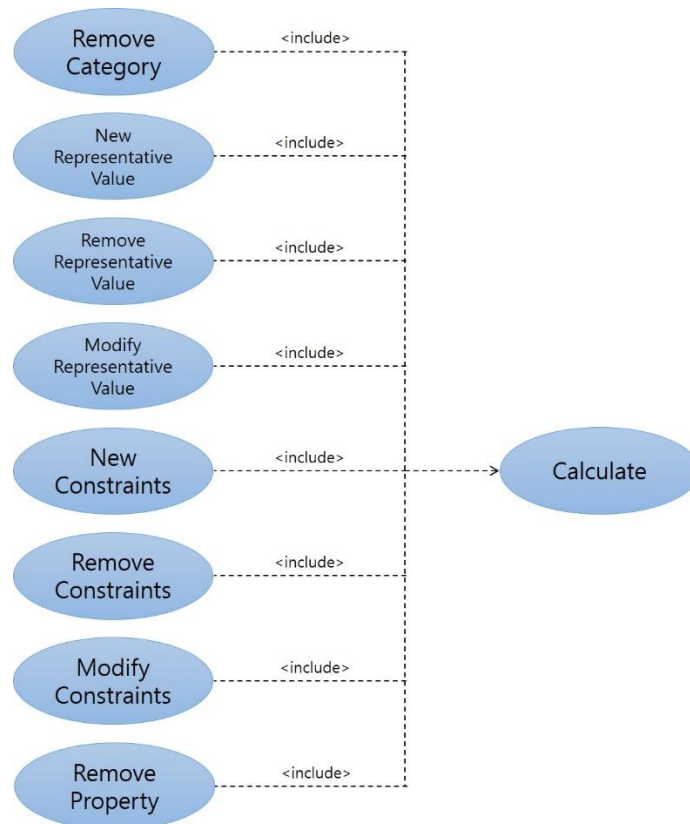 Remove
Category
<include>
New
Representative
Value
<include>
Remove
Representative
Value
<include>
Modify
Representative
Value
<include>
New
Constraints
<include>
Calculate
Remove
Constraints
<include>
Modify
Constraints
<include>
Remove
Property
<include>